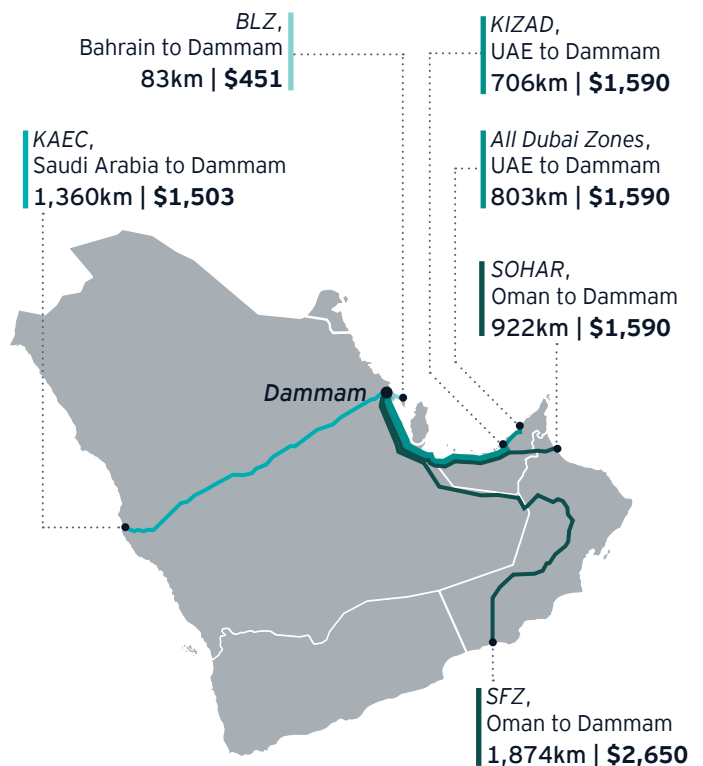 BLZ,
Bahrain to Dammam
83km | $451
KIZAD,
UAE to Dammam
706km | $1,590
KAEC,
Saudi Arabia to Dammam
1,360km | $1,503
All Dubai Zones,
UAE to Dammam
803km | $1,590
SOHAR,
Oman to Dammam
922km | $1,590
Dammam
SFZ,
Oman to Dammam
1,874km | $2,650